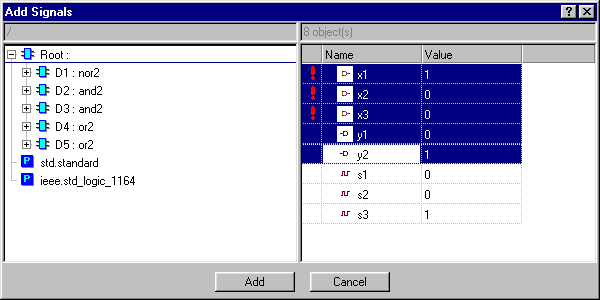 Add Signals
/
8 object(s)
Root :
D1 : nor2
D2 : and2
D3 : and2
D4 : or2
D5 : or2
P std.standard
P ieee.std_logic_1164
Name Value
x1 1
x2 0
x3 0
y1 0
y2 1
s1 0
s2 0
s3 1
Add Cancel